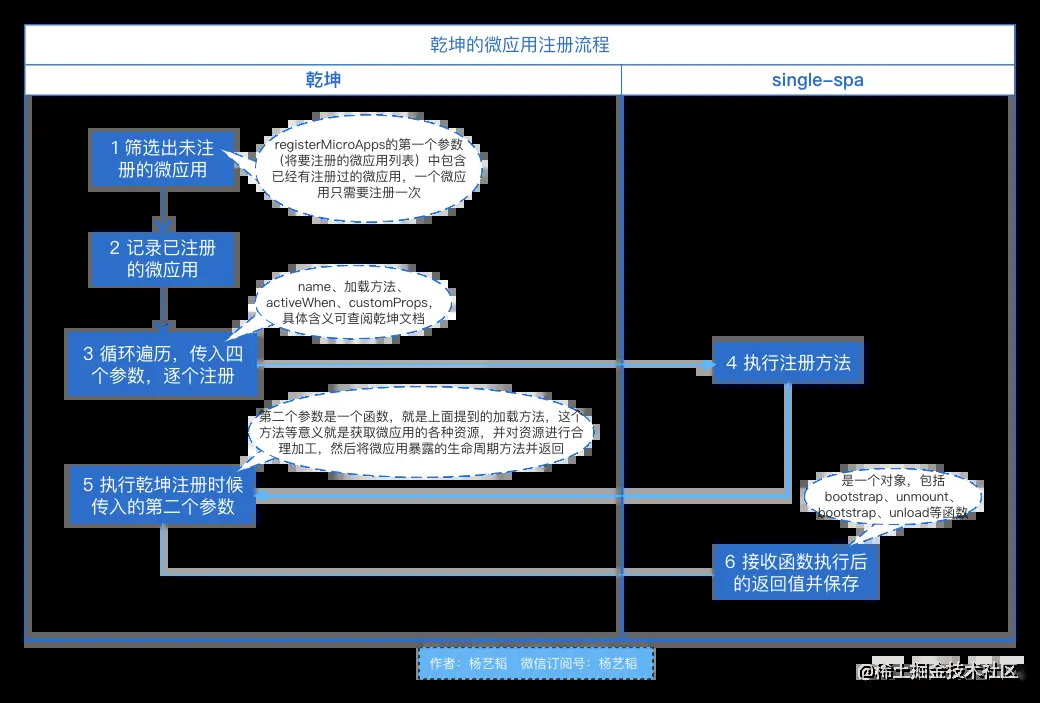 乾坤的微应用注册流程
乾坤
single-spa
1 筛选出未注
册的微应用
registerMicroApps的第一个参数
（将要注册的微应用列表）中包含
已经有注册过的微应用，一个微应
用只需要注册一次
2 记录已注册
的微应用
name、加载方法、
activeWhen、customProps，
具体含义可查阅乾坤文档
3 循环遍历，传入四
个参数，逐个注册
4 执行注册方法
第二个参数是一个函数，就是上面提到的加载方法，这个
方法等意义就是获取微应用的各种资源，并对资源进行合
理加工，然后将微应用暴露的生命周期方法并返回
5 执行乾坤注册时候
传入的第二个参数
是一个对象，包括
bootstrap、unmount、
bootstrap、unload等函数
6 接收函数执行后
的返回值并保存
作者：杨艺韬 微信订阅号：杨艺韬
@稀土掘金技术社区